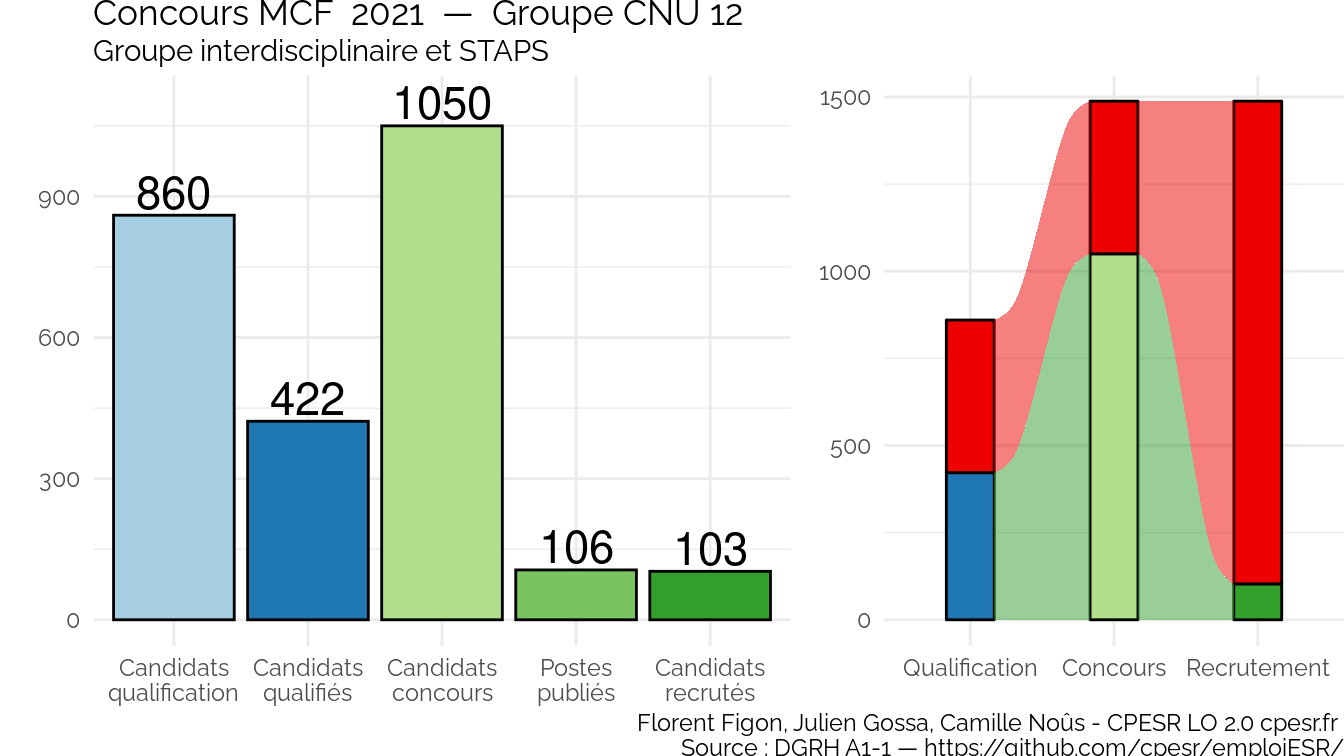 Concours MCF 2021 — Groupe CNU 12
Groupe interdisciplinaire et STAPS
900
600
300
0
860
422
1050
106
103
Candidats qualification
Candidats qualifiés
Candidats concours
Postes publiés
Candidats recrutés
1500
1000
500
0
Qualification
Concours
Recrutement
Florent Figon, Julien Gossa, Camille Noûs - CPESR LO 2.0 cpesr.fr
Source : DGRH A1-1 — https://github.com/cpesr/emploiESR/